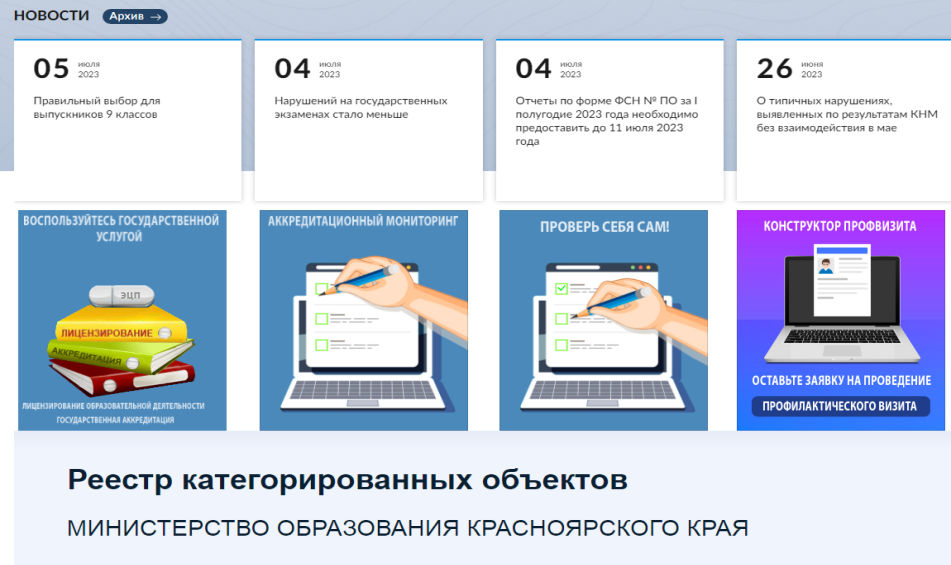 НОВОСТИ Архив →
05 июля 2023
Правильный выбор для
выпускников 9 классов
04 июля 2023
Нарушений на государственных
экзаменах стало меньше
04 июля 2023
Отчеты по форме ФСН № ПО за I
полугодие 2023 года необходимо
предоставить до 11 июля 2023
года
26 июня 2023
О типичных нарушениях,
выявленных по результатам КНМ
без взаимодействия в мае
ВОСПОЛЬЗУЙТЕСЬ ГОСУДАРСТВЕННОЙ
УСЛУГОЙ
ЭЦП
ЛИЦЕНЗИРОВАНИЕ
АККРЕДИТАЦИЯ
ЛИЦЕНЗИРОВАНИЕ ОБРАЗОВАТЕЛЬНОЙ ДЕЯТЕЛЬНОСТИ
ГОСУДАРСТВЕННАЯ АККРЕДИТАЦИЯ
АККРЕДИТАЦИОННЫЙ МОНИТОРИНГ
ПРОВЕРЬ СЕБЯ САМ!
КОНСТРУКТОР ПРОФВИЗИТА
ОСТАВЬТЕ ЗАЯВКУ НА ПРОВЕДЕНИЕ
ПРОФИЛАКТИЧЕСКОГО ВИЗИТА
Реестр категорированных объектов
МИНИСТЕРСТВО ОБРАЗОВАНИЯ КРАСНОЯРСКОГО КРАЯ